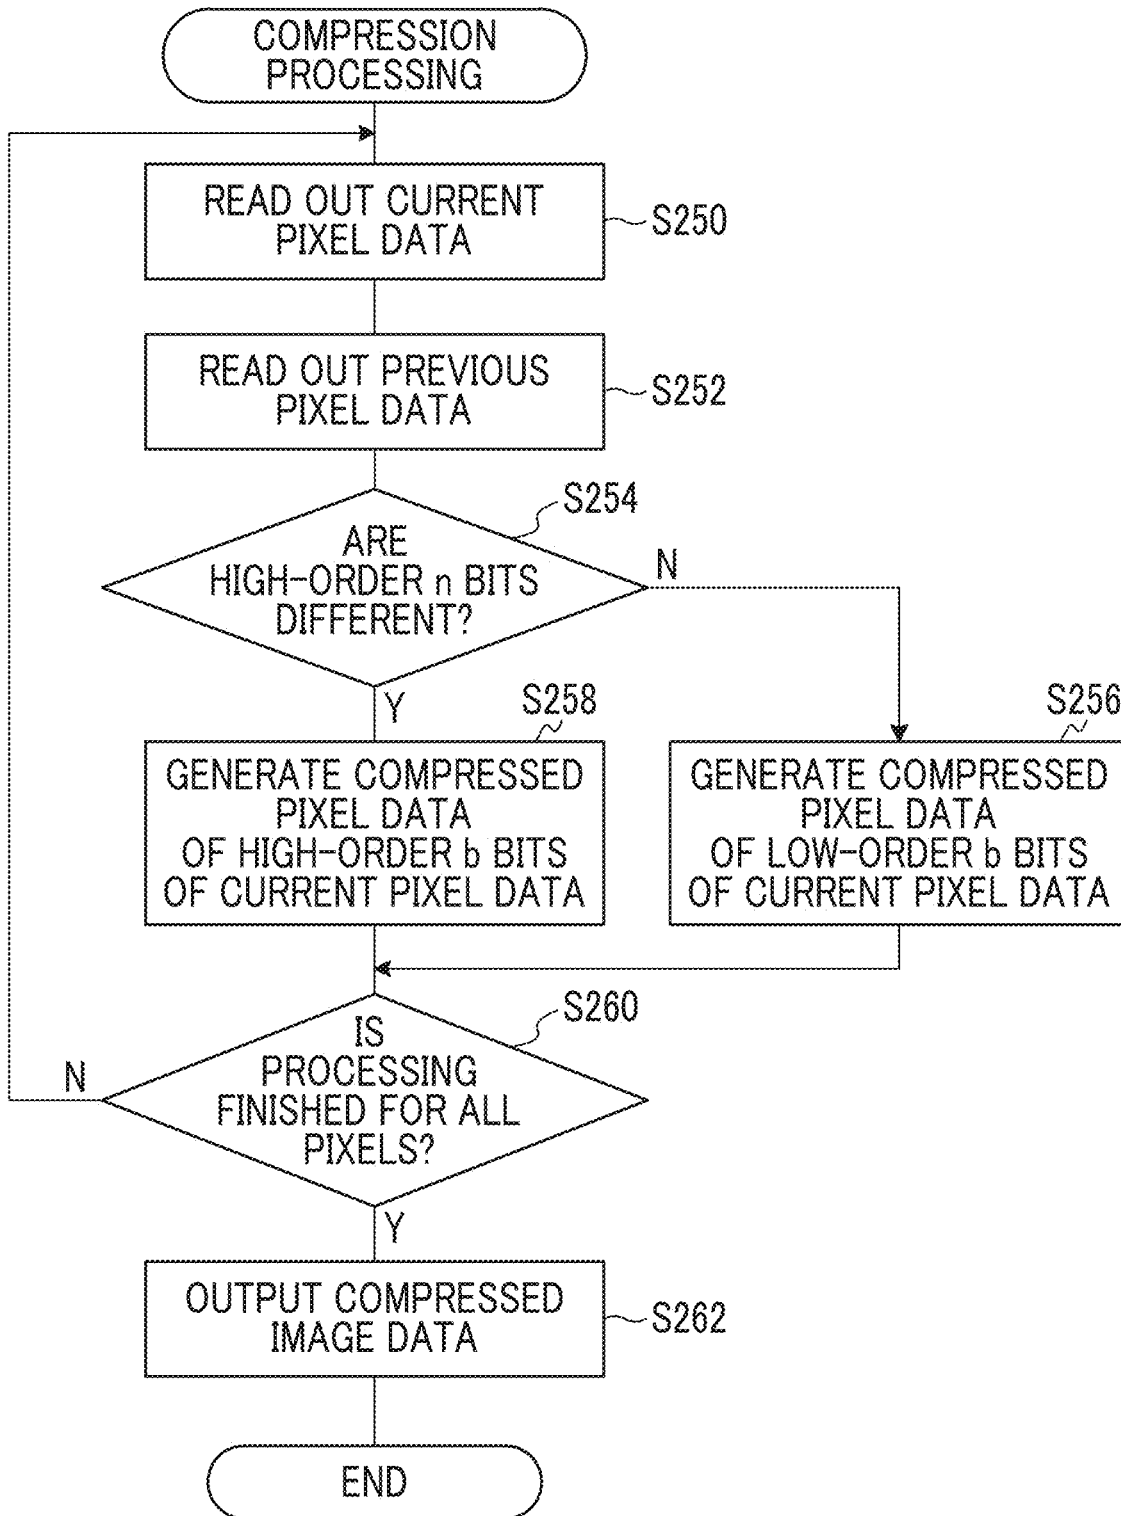 COMPRESSION
PROCESSING
READ OUT CURRENT
PIXEL DATA
S250
READ OUT PREVIOUS
PIXEL DATA
S252
S254
ARE
HIGH-ORDER n BITS
DIFFERENT?
N
Y
S258
GENERATE COMPRESSED
PIXEL DATA
OF HIGH-ORDER b BITS
OF CURRENT PIXEL DATA
S256
GENERATE COMPRESSED
PIXEL DATA
OF LOW-ORDER b BITS
OF CURRENT PIXEL DATA
S260
IS
PROCESSING
FINISHED FOR ALL
PIXELS?
N
Y
OUTPUT COMPRESSED
IMAGE DATA
S262
END